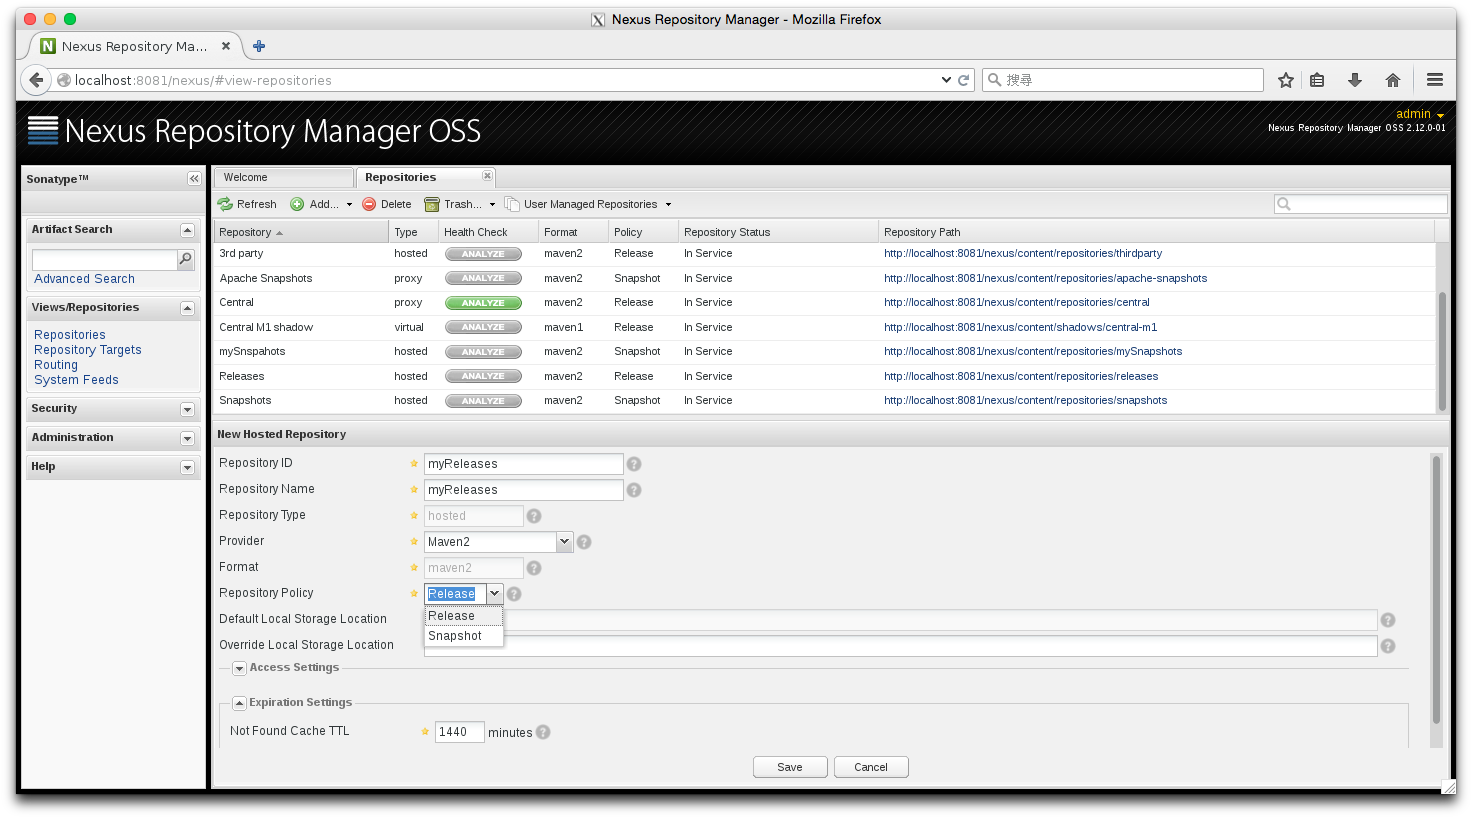 Nexus Repository Manager - Mozilla Firefox
Nexus Repository Ma...
localhost:8081/nexus/#view-repositories
搜尋
Nexus Repository Manager OSS
admin
Nexus Repository Manager OSS 2.12.0-01
Sonatype™
Artifact Search
Advanced Search
Views/Repositories
Repositories
Repository Targets
Routing
System Feeds
Security
Administration
Help
Welcome
Repositories
Refresh Add... Delete Trash... User Managed Repositories
Repository Type Health Check Format Policy Repository Status Repository Path
3rd party hosted ANALYZE maven2 Release In Service http://localhost:8081/nexus/content/repositories/thirdparty
Apache Snapshots proxy ANALYZE maven2 Snapshot In Service http://localhost:8081/nexus/content/repositories/apache-snapshots
Central proxy ANALYZE maven2 Release In Service http://localhost:8081/nexus/content/repositories/central
Central M1 shadow virtual ANALYZE maven1 Release In Service http://localhost:8081/nexus/content/shadows/central-m1
mySnspahots hosted ANALYZE maven2 Snapshot In Service http://localhost:8081/nexus/content/repositories/mySnapshots
Releases hosted ANALYZE maven2 Release In Service http://localhost:8081/nexus/content/repositories/releases
Snapshots hosted ANALYZE maven2 Snapshot In Service http://localhost:8081/nexus/content/repositories/snapshots
New Hosted Repository
Repository ID myReleases
Repository Name myReleases
Repository Type hosted
Provider Maven2
Format maven2
Repository Policy Release
Release
Snapshot
Default Local Storage Location
Override Local Storage Location
Access Settings
Expiration Settings
Not Found Cache TTL 1440 minutes
Save Cancel